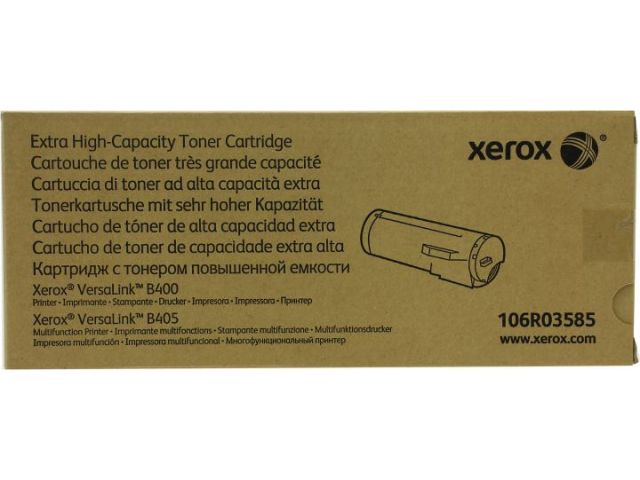 Extra High-Capacity Toner Cartridge
Cartouche de toner très grande capacité
Cartuccia di toner ad alta capacità extra
Tonerkartusche mit sehr hoher Kapazität
Cartucho de tóner de alta capacidad extra
Cartucho de toner de capacidade extra alta
Картридж с тонером повышенной емкости
Xerox® VersaLink™ B400
Printer - Imprimante - Stampante - Drucker - Impresora - Impressora - Принтер
Xerox® VersaLink™ B405
Multifunction Printer - Imprimante multifonctions - Stampante multifunzione - Multifunktionsdrucker
Impresora multifunción - Impressora multifuncional - Многофункциональный принтер
xerox
106R03585
www.xerox.com